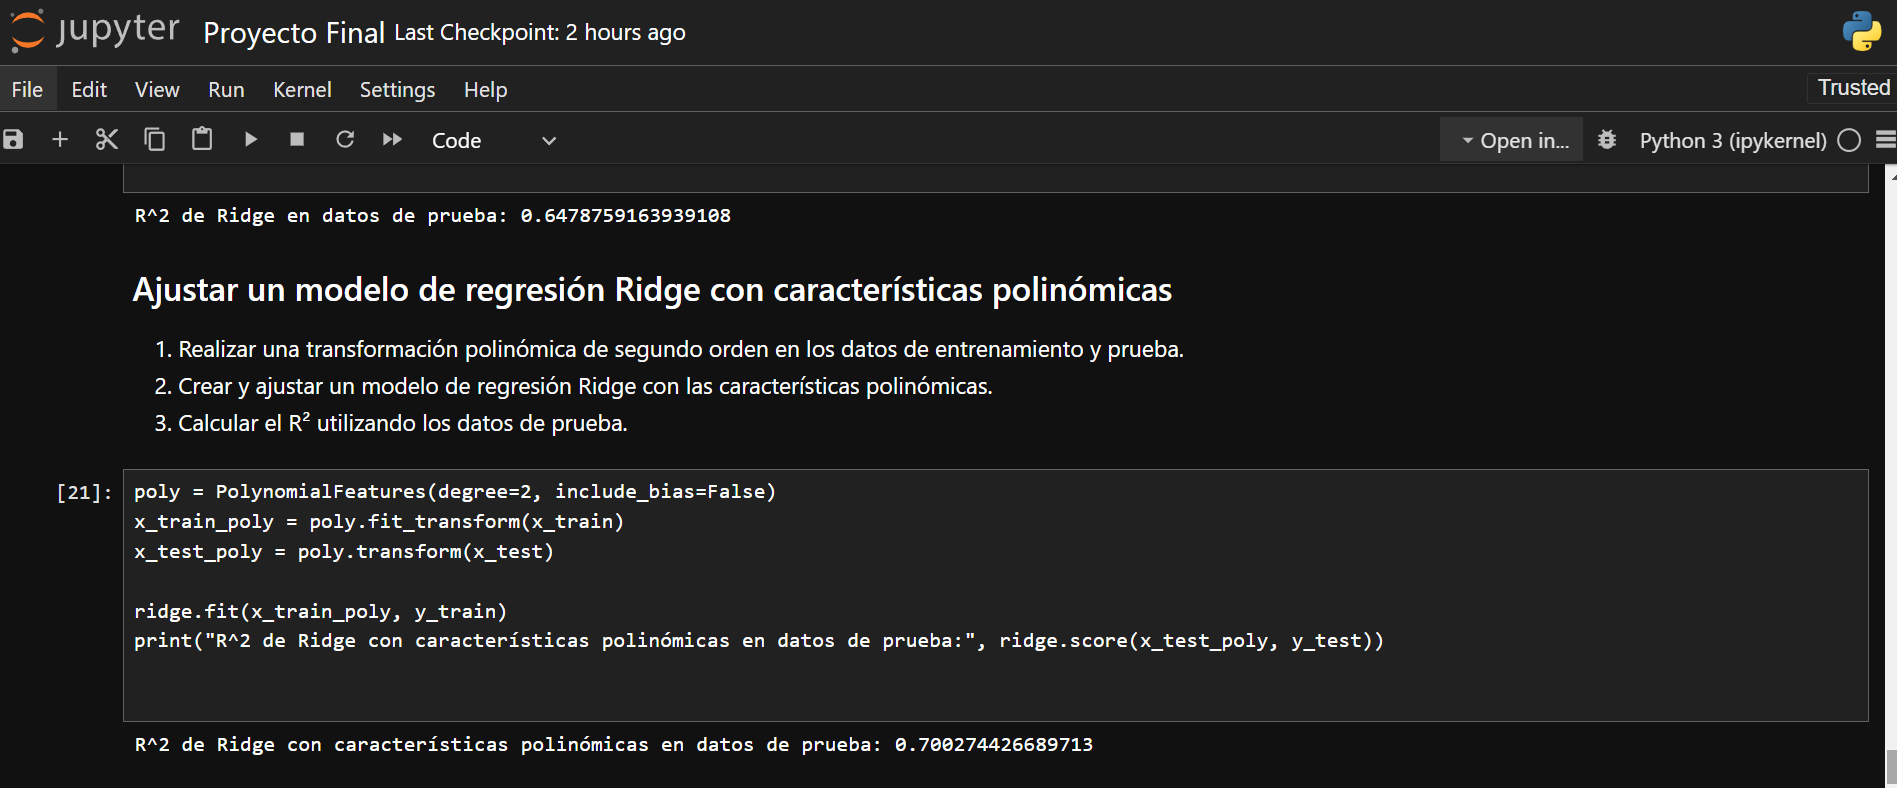 jupyter Proyecto Final Last Checkpoint: 2 hours ago
File Edit View Run Kernel Settings Help Trusted
Code Open in... Python 3 (ipykernel)
R^2 de Ridge en datos de prueba: 0.6478759163939108
Ajustar un modelo de regresión Ridge con características polinómicas
1. Realizar una transformación polinómica de segundo orden en los datos de entrenamiento y prueba.
2. Crear y ajustar un modelo de regresión Ridge con las características polinómicas.
3. Calcular el R² utilizando los datos de prueba.
[21]: poly = PolynomialFeatures(degree=2, include_bias=False)
x_train_poly = poly.fit_transform(x_train)
x_test_poly = poly.transform(x_test)
ridge.fit(x_train_poly, y_train)
print("R^2 de Ridge con características polinómicas en datos de prueba:", ridge.score(x_test_poly, y_test))
R^2 de Ridge con características polinómicas en datos de prueba: 0.700274426689713